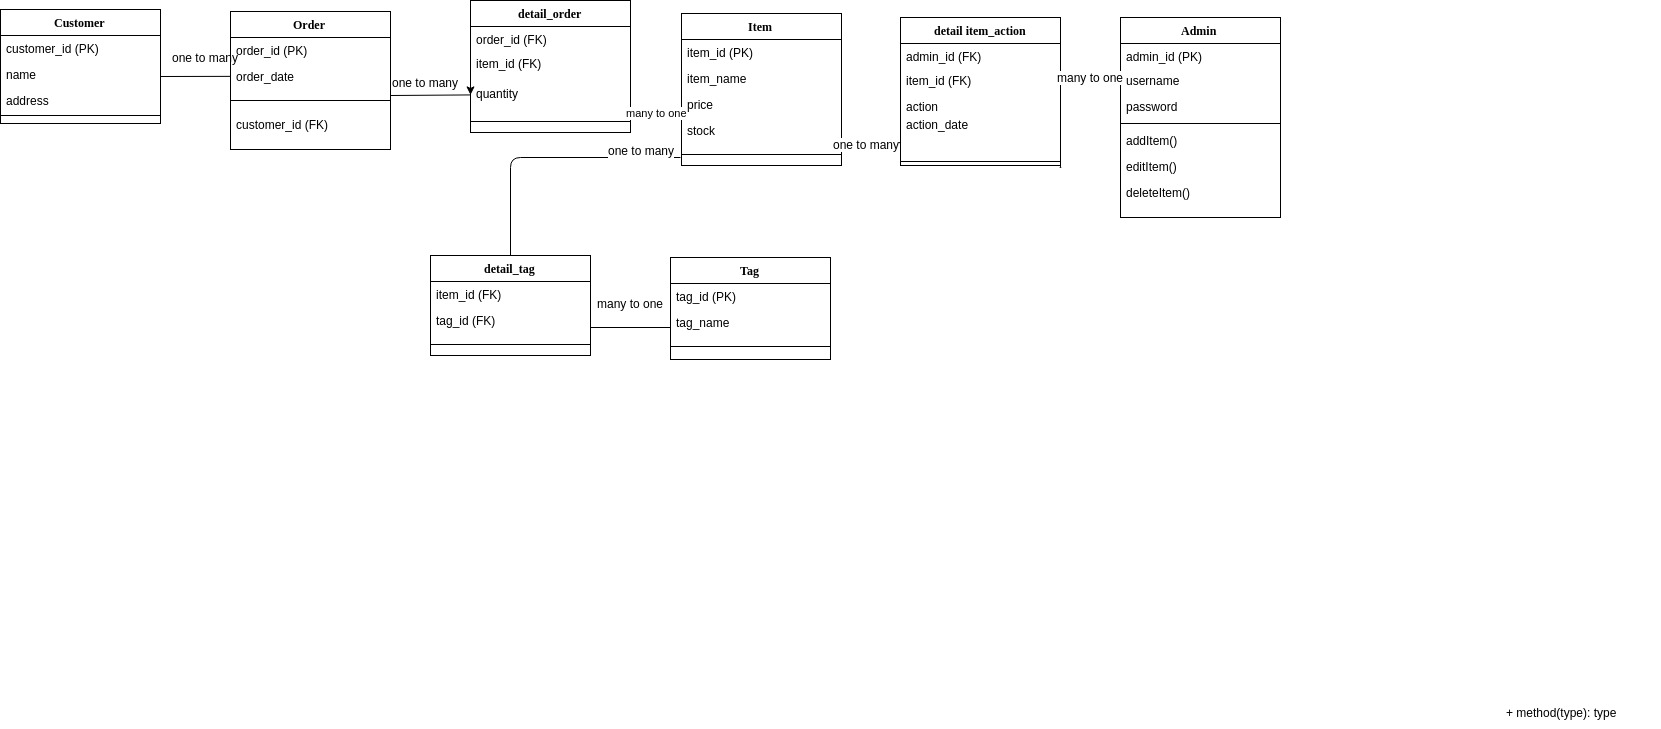 Customer
customer_id (PK)
name
address
one to many
Order
order_id (PK)
order_date
customer_id (FK)
one to many
detail_order
order_id (FK)
item_id (FK)
quantity
many to one
Item
item_id (PK)
item_name
price
stock
one to many
one to many
detail item_action
admin_id (FK)
item_id (FK)
action
action_date
many to one
Admin
admin_id (PK)
username
password
addItem()
editItem()
deleteItem()
detail_tag
item_id (FK)
tag_id (FK)
many to one
Tag
tag_id (PK)
tag_name
+ method(type): type